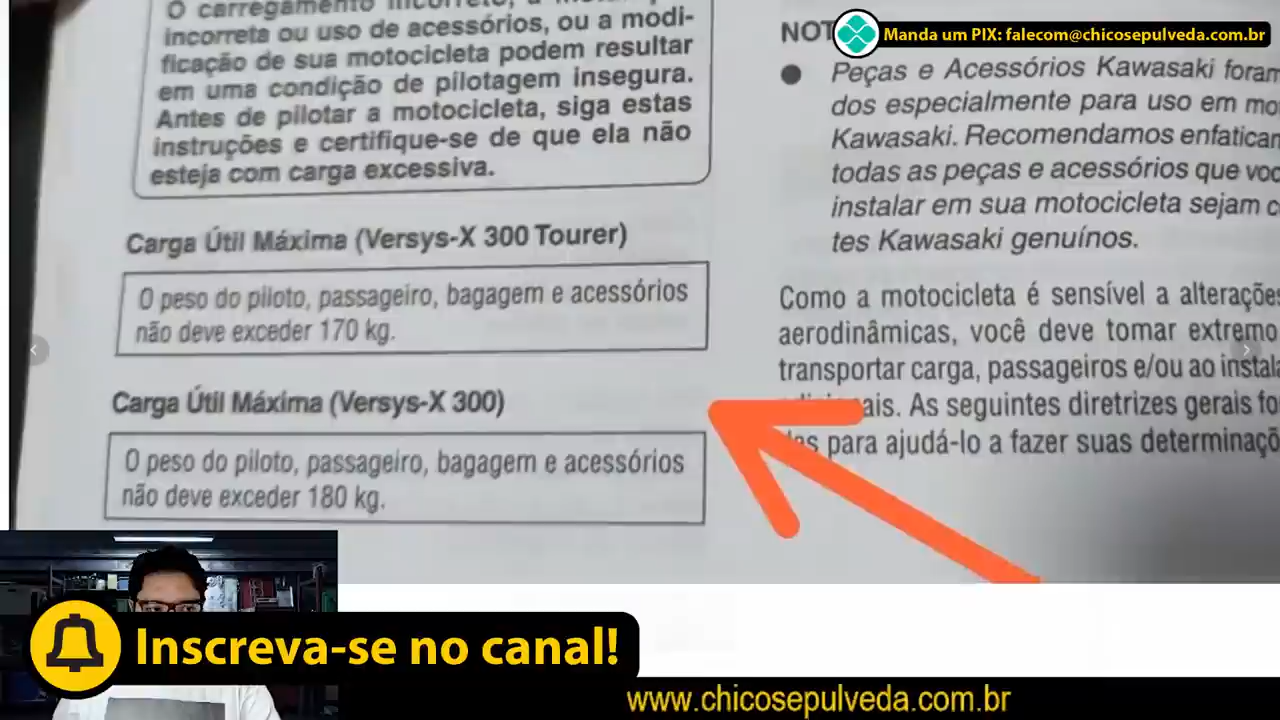 O carregamento incorreto, a
incorreta ou uso de acessórios, ou a modi-
ficação de sua motocicleta podem resultar
em uma condição de pilotagem insegura.
Antes de pilotar a motocicleta, siga estas
instruções e certifique-se de que ela não
esteja com carga excessiva.
Carga Útil Máxima (Versys-X 300 Tourer)
O peso do piloto, passageiro, bagagem e acessórios
não deve exceder 170 kg.
Carga Útil Máxima (Versys-X 300)
O peso do piloto, passageiro, bagagem e acessórios
não deve exceder 180 kg.
NOT
Manda um PIX: falecom@chicosepulveda.com.br
● Peças e Acessórios Kawasaki foram
dos especialmente para uso em mo
Kawasaki. Recomendamos enfatican
todas as peças e acessórios que voc
instalar em sua motocicleta sejam c
tes Kawasaki genuínos.
Como a motocicleta é sensível a alterações
aerodinâmicas, você deve tomar extremo
transportar carga, passageiros e/ou ao instala
ais. As seguintes diretrizes gerais fo
para ajudá-lo a fazer suas determinaçõ
Inscreva-se no canal!
www.chicosepulveda.com.br